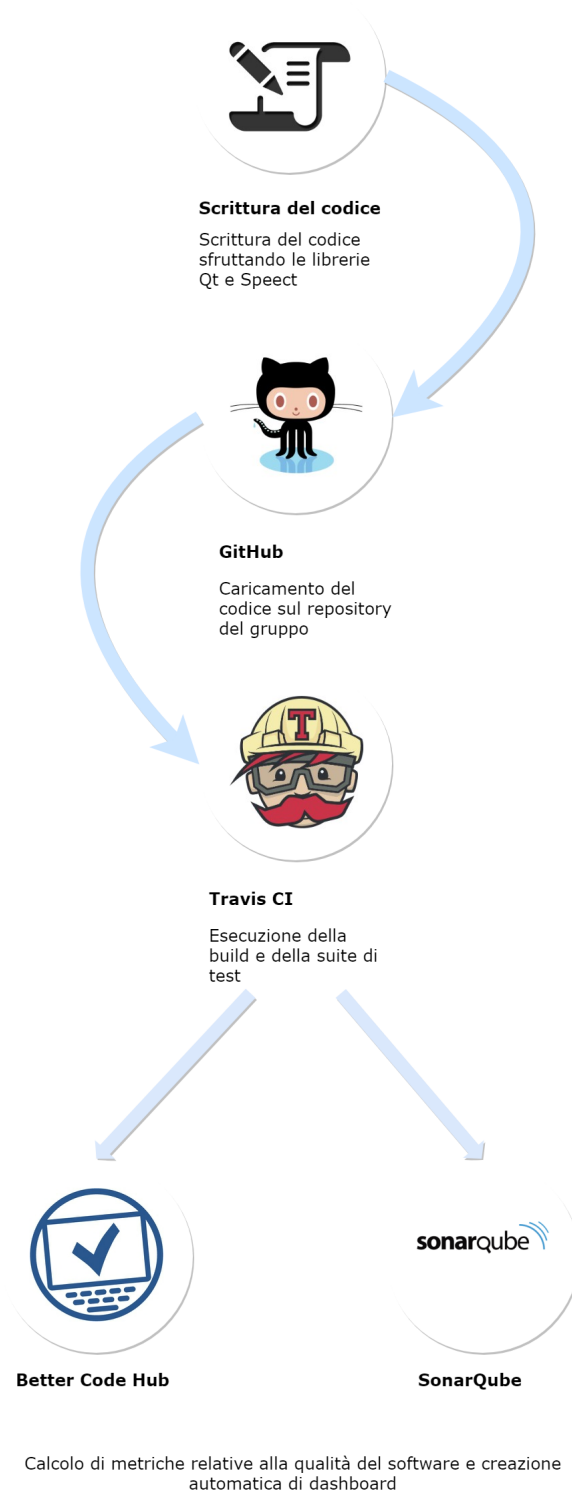 Scrittura del codice
Scrittura del codice
sfruttando le librerie
Qt e Speect
GitHub
Caricamento del
codice sul repository
del gruppo
T
Travis CI
Esecuzione della
build e della suite di
test
sonarqube
Better Code Hub
SonarQube
Calcolo di metriche relative alla qualità del software e creazione
automatica di dashboard